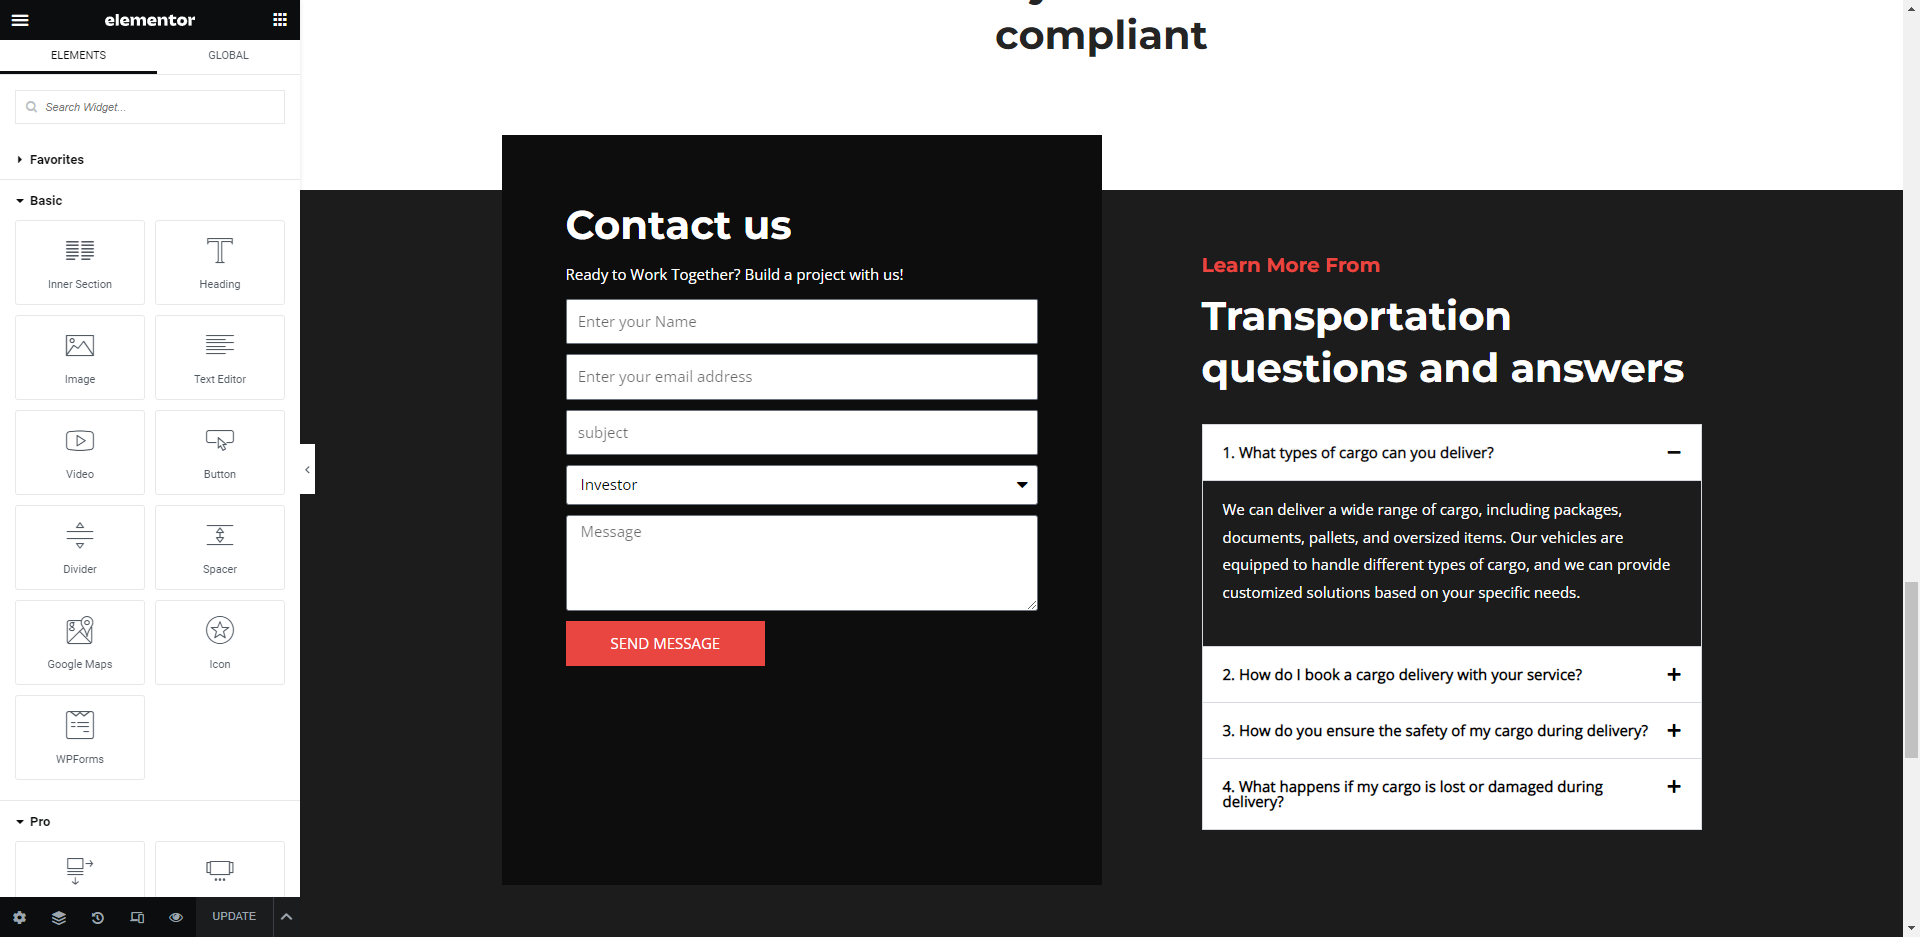 elementor
ELEMENTS
GLOBAL
Search Widget...
Favorites
Basic
Inner Section
Heading
Image
Text Editor
Video
Button
Divider
Spacer
Google Maps
Icon
WPForms
Pro
UPDATE
compliant
Contact us
Ready to Work Together? Build a project with us!
Enter your Name
Enter your email address
subject
Investor
Message
SEND MESSAGE
Learn More From
Transportation
questions and answers
1. What types of cargo can you deliver?
We can deliver a wide range of cargo, including packages,
documents, pallets, and oversized items. Our vehicles are
equipped to handle different types of cargo, and we can provide
customized solutions based on your specific needs.
2. How do I book a cargo delivery with your service?
3. How do you ensure the safety of my cargo during delivery?
4. What happens if my cargo is lost or damaged during
delivery?